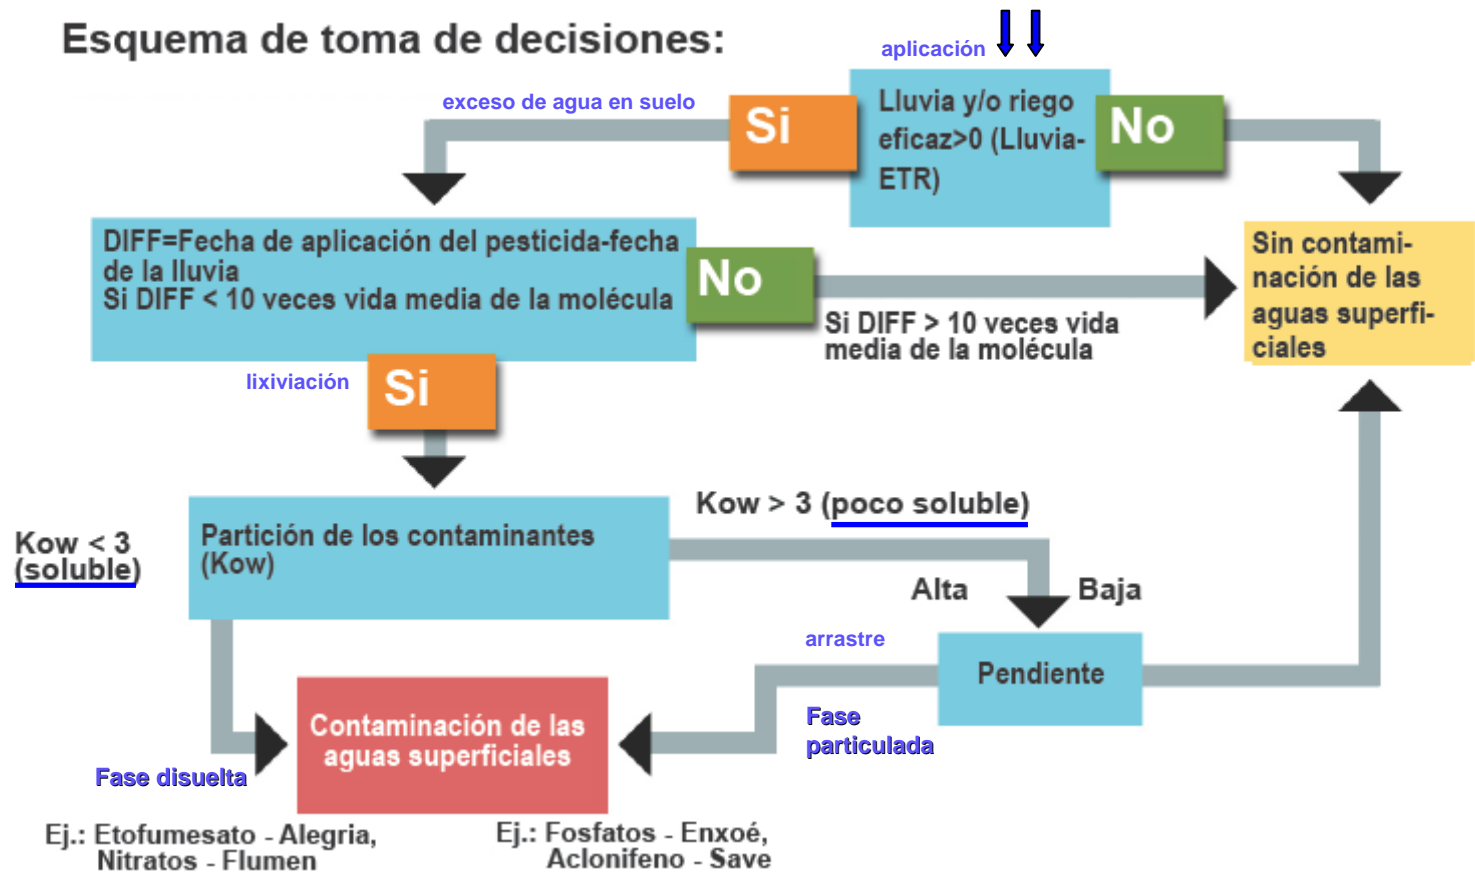 Esquema de toma de decisiones:
aplicación
exceso de agua en suelo
Si
Lluvia y/o riego
eficaz>0 (Lluvia-
ETR)
No
DIFF=Fecha de aplicación del pesticida-fecha
de la lluvia
Si DIFF < 10 veces vida media de la molécula
No
Si DIFF > 10 veces vida
media de la molécula
Sin contami-
nación de las
aguas superfi-
ciales
lixiviación
Si
Kow < 3
(soluble)
Partición de los contaminantes
(Kow)
Kow > 3 (poco soluble)
Alta
Baja
arrastre
Pendiente
Fase
particulada
Contaminación de las
aguas superficiales
Fase disuelta
Ej.: Etofumesato - Alegria,
Nitratos - Flumen
Ej.: Fosfatos - Enxoé,
Aclonifeno - Save